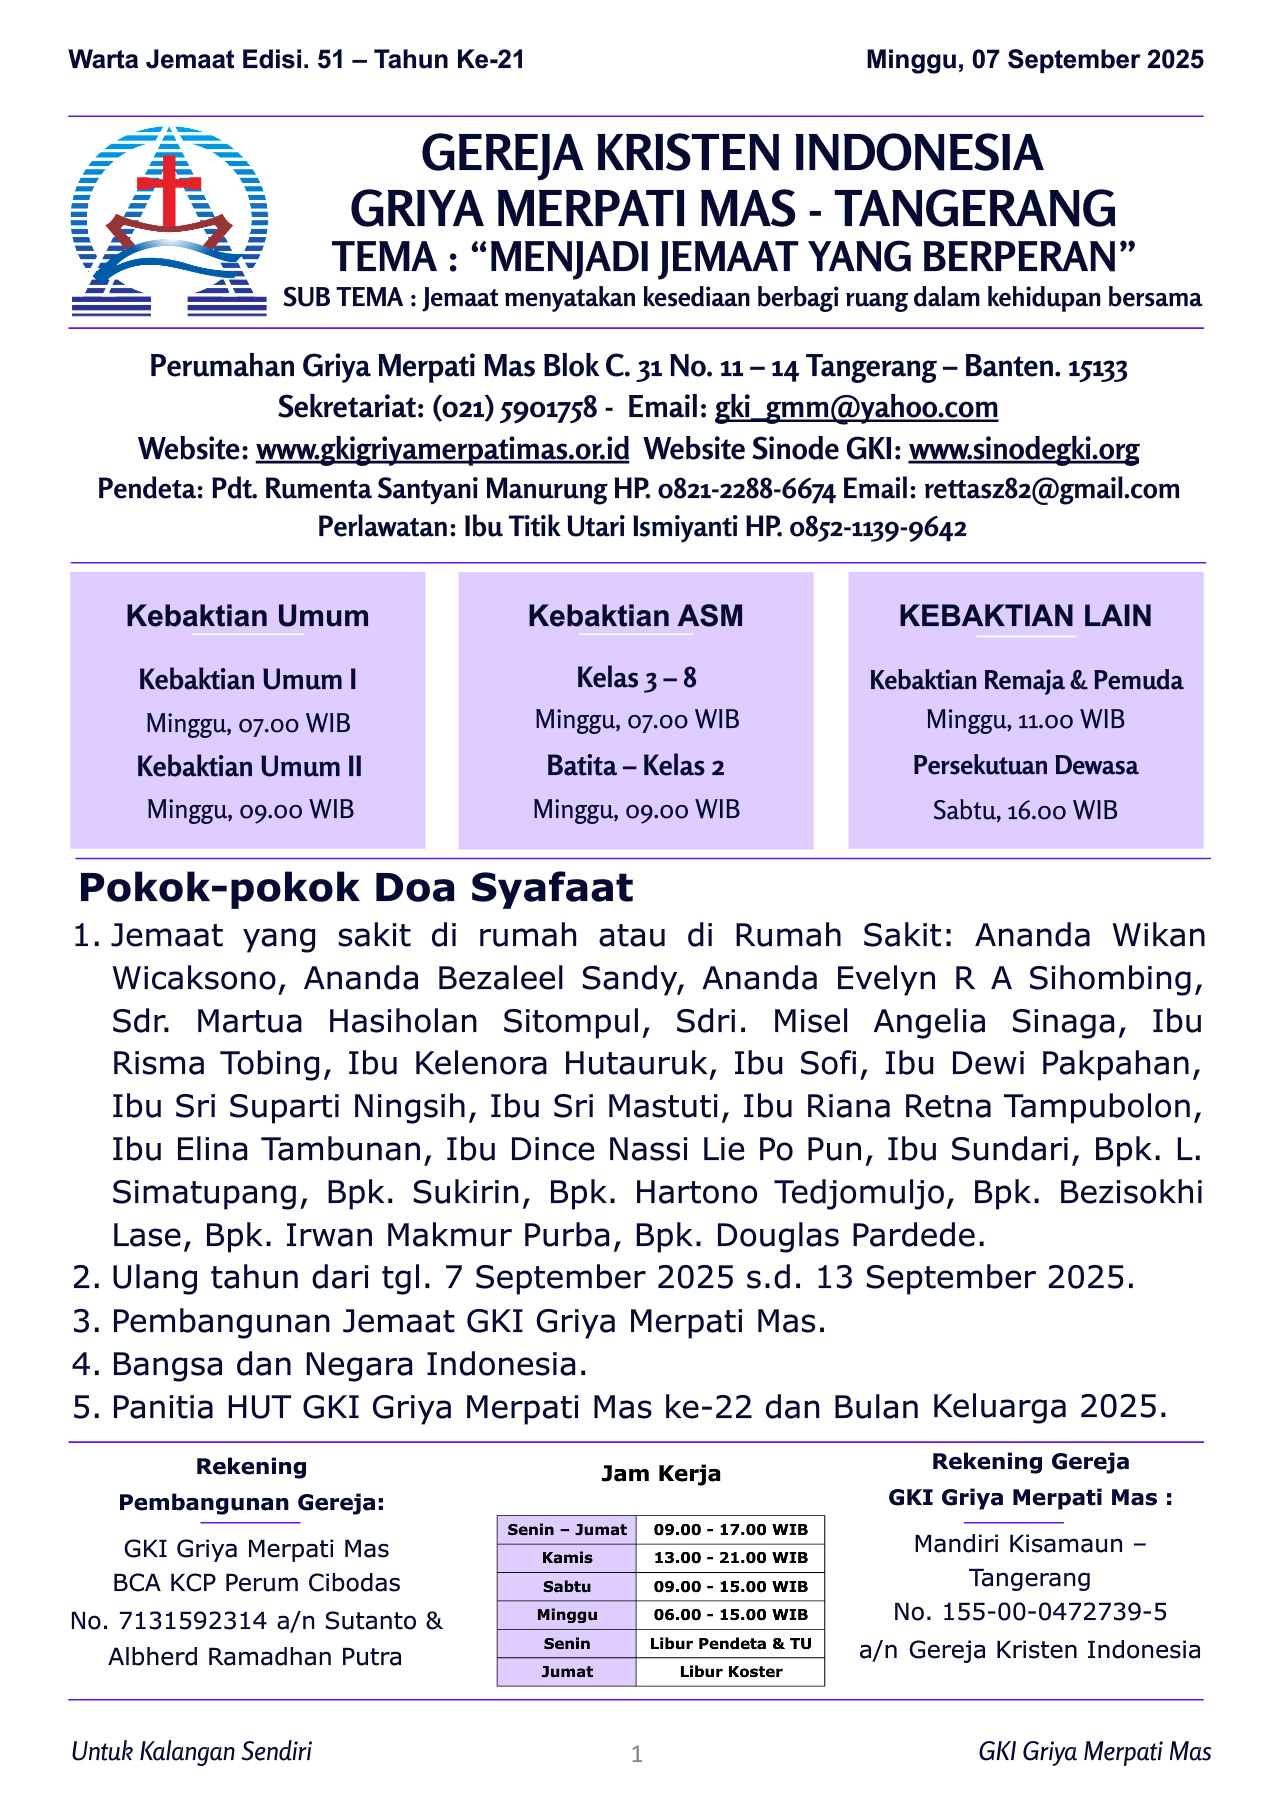 Warta Jemaat Edisi. 51 – Tahun Ke-21
Minggu, 07 September 2025
GEREJA KRISTEN INDONESIA
GRIYA MERPATI MAS - TANGERANG
TEMA : “MENJADI JEMAAT YANG BERPERAN”
SUB TEMA : Jemaat menyatakan kesediaan berbagi ruang dalam kehidupan bersama
Perumahan Griya Merpati Mas Blok C. 31 No. 11 – 14 Tangerang – Banten. 15133
Sekretariat: (021) 5901758 - Email: gki_gmm@yahoo.com
Website: www.gkigriyamerpatimas.or.id Website Sinode GKI: www.sinodegki.org
Pendeta: Pdt. Rumenta Santyani Manurung HP. 0821-2288-6674 Email: rettasz82@gmail.com
Perlawatan: Ibu Titik Utari Ismiyanti HP. 0852-1139-9642
Kebaktian Umum
Kebaktian Umum I
Minggu, 07.00 WIB
Kebaktian Umum II
Minggu, 09.00 WIB
Kebaktian ASM
Kelas 3 – 8
Minggu, 07.00 WIB
Batita – Kelas 2
Minggu, 09.00 WIB
KEBAKTIAN LAIN
Kebaktian Remaja & Pemuda
Minggu, 11.00 WIB
Persekutuan Dewasa
Sabtu, 16.00 WIB
Pokok-pokok Doa Syafaat
1. Jemaat yang sakit di rumah atau di Rumah Sakit: Ananda Wikan
Wicaksono, Ananda Bezaleel Sandy, Ananda Evelyn R A Sihombing,
Sdr. Martua Hasiholan Sitompul, Sdri. Misel Angelia Sinaga, Ibu
Risma Tobing, Ibu Kelenora Hutauruk, Ibu Sofi, Ibu Dewi Pakpahan,
Ibu Sri Suparti Ningsih, Ibu Sri Mastuti, Ibu Riana Retna Tampubolon,
Ibu Elina Tambunan, Ibu Dince Nassi Lie Po Pun, Ibu Sundari, Bpk. L.
Simatupang, Bpk. Sukirin, Bpk. Hartono Tedjomuljo, Bpk. Bezisokhi
Lase, Bpk. Irwan Makmur Purba, Bpk. Douglas Pardede.
2. Ulang tahun dari tgl. 7 September 2025 s.d. 13 September 2025.
3. Pembangunan Jemaat GKI Griya Merpati Mas.
4. Bangsa dan Negara Indonesia.
5. Panitia HUT GKI Griya Merpati Mas ke-22 dan Bulan Keluarga 2025.
Rekening
Pembangunan Gereja:
GKI Griya Merpati Mas
BCA KCP Perum Cibodas
No. 7131592314 a/n Sutanto &
Albherd Ramadhan Putra
Jam Kerja
Senin – Jumat 09.00 - 17.00 WIB
Kamis 13.00 - 21.00 WIB
Sabtu 09.00 - 15.00 WIB
Minggu 06.00 - 15.00 WIB
Senin Libur Pendeta & TU
Jumat Libur Koster
Rekening Gereja
GKI Griya Merpati Mas :
Mandiri Kisamaun –
Tangerang
No. 155-00-0472739-5
a/n Gereja Kristen Indonesia
Untuk Kalangan Sendiri
1
GKI Griya Merpati Mas